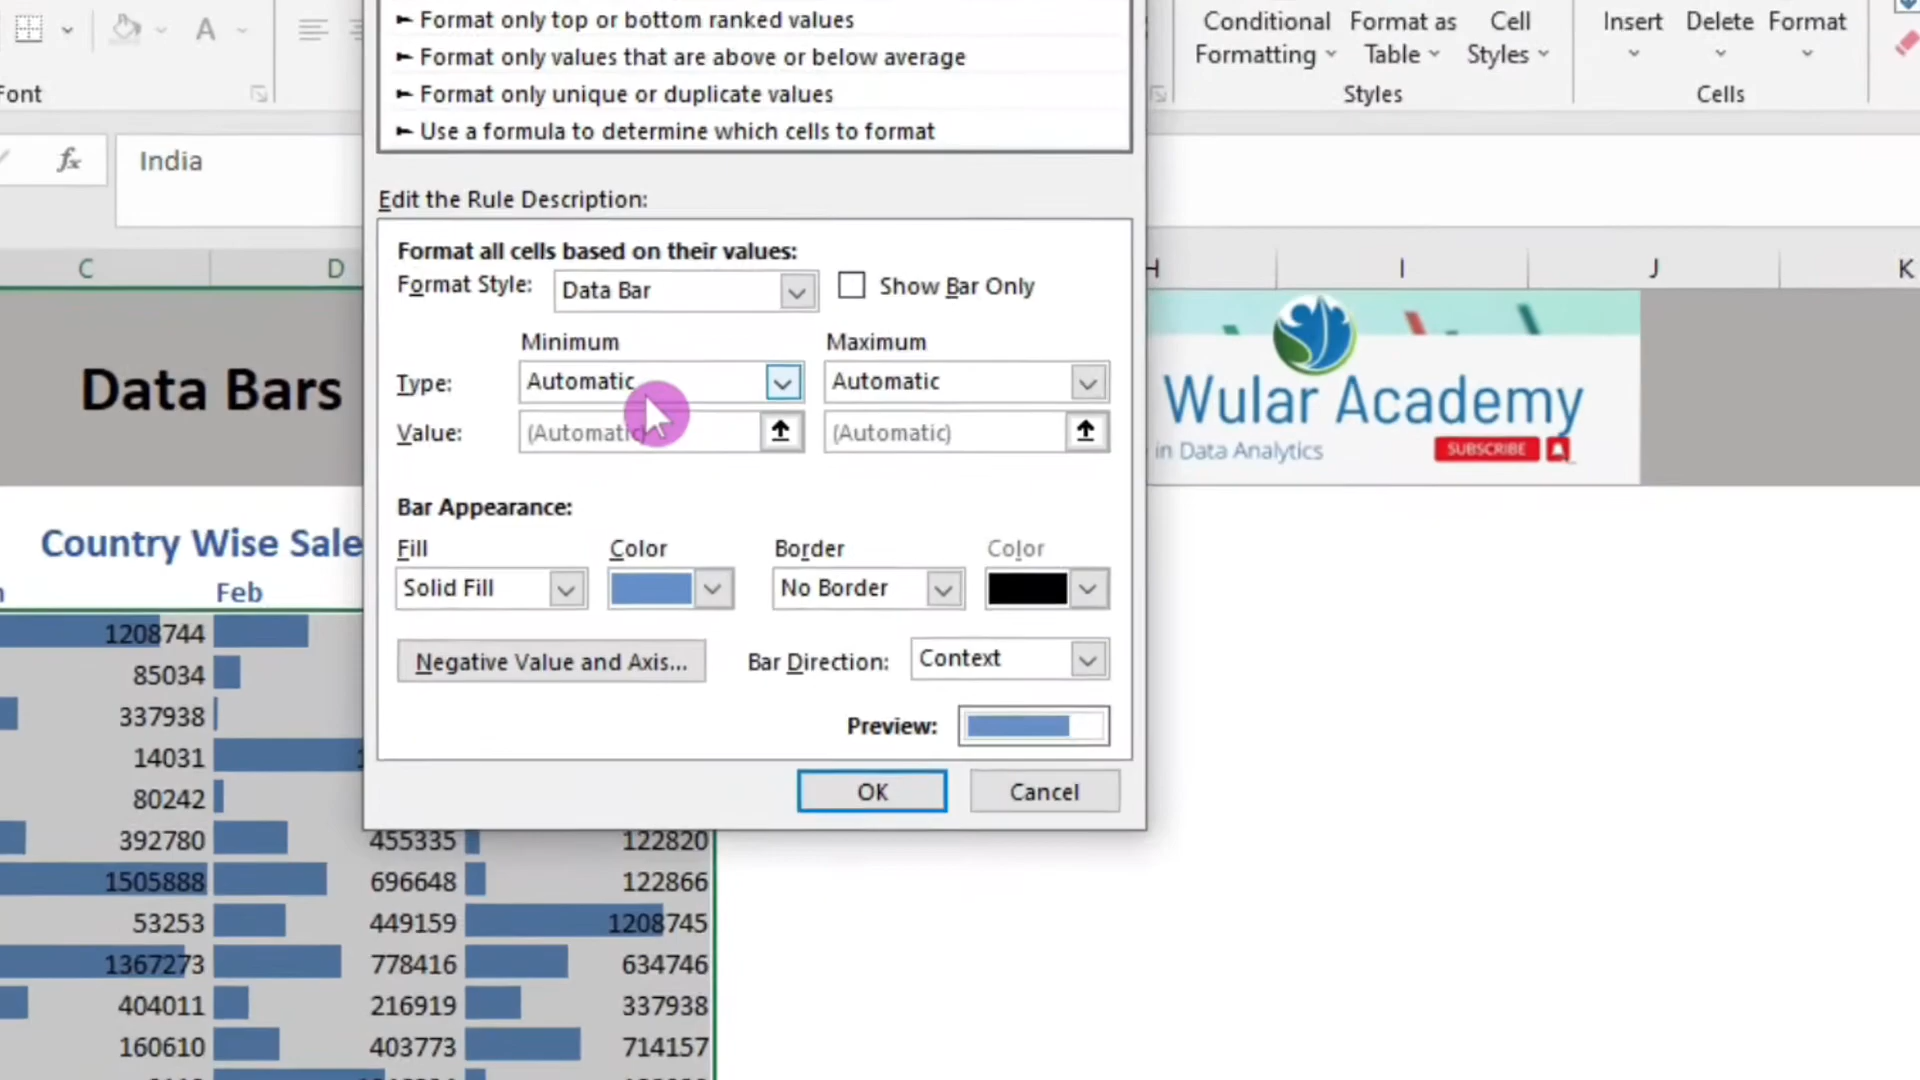 Format only top or bottom ranked values
Format only values that are above or below average
Format only unique or duplicate values
Use a formula to determine which cells to format
Conditional Formatting
Format as Table
Cell Styles
Insert
Delete
Format
Font
Styles
Cells
fx
India
Edit the Rule Description:
Format all cells based on their values:
Format Style: Data Bar Show Bar Only
Minimum Maximum
Type: Automatic Automatic
Value: (Automatic) (Automatic)
Bar Appearance:
Fill Color Border Color
Solid Fill No Border
Negative Value and Axis... Bar Direction: Context
Preview:
OK Cancel
C D H I J K
Data Bars
Wular Academy
in Data Analytics
SUBSCRIBE
Country Wise Sale
Feb
1208744
85034
337938
14031
80242
392780 455335 122820
1505888 696648 122866
53253 449159 1208745
1367273 778416 634746
404011 216919 337938
160610 403773 714157